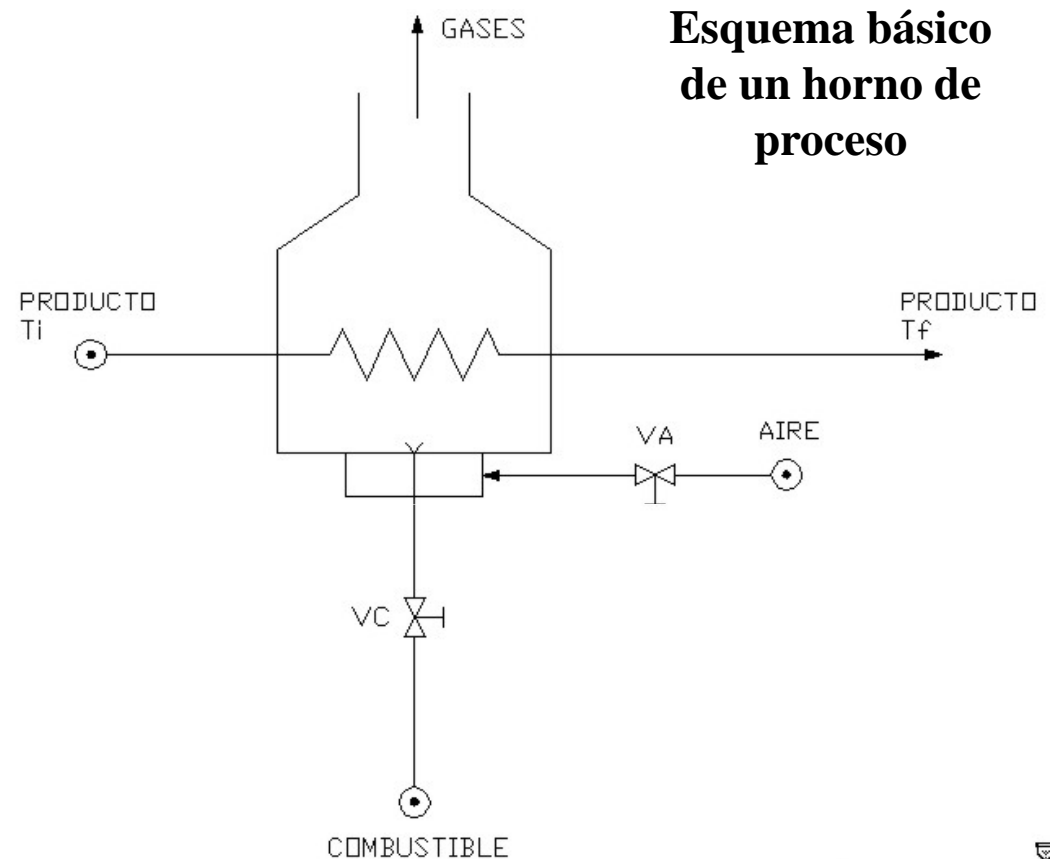 Esquema básico
de un horno de
proceso
GASES
PRODUCTO
Ti
PRODUCTO
Tf
VA
AIRE
VC
COMBUSTIBLE